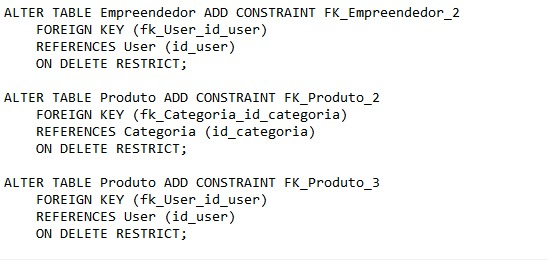 ALTER TABLE Empreendedor ADD CONSTRAINT FK_Empreendedor_2
    FOREIGN KEY (fk_User_id_user)
    REFERENCES User (id_user)
    ON DELETE RESTRICT;

ALTER TABLE Produto ADD CONSTRAINT FK_Produto_2
    FOREIGN KEY (fk_Categoria_id_categoria)
    REFERENCES Categoria (id_categoria)
    ON DELETE RESTRICT;

ALTER TABLE Produto ADD CONSTRAINT FK_Produto_3
    FOREIGN KEY (fk_User_id_user)
    REFERENCES User (id_user)
    ON DELETE RESTRICT;